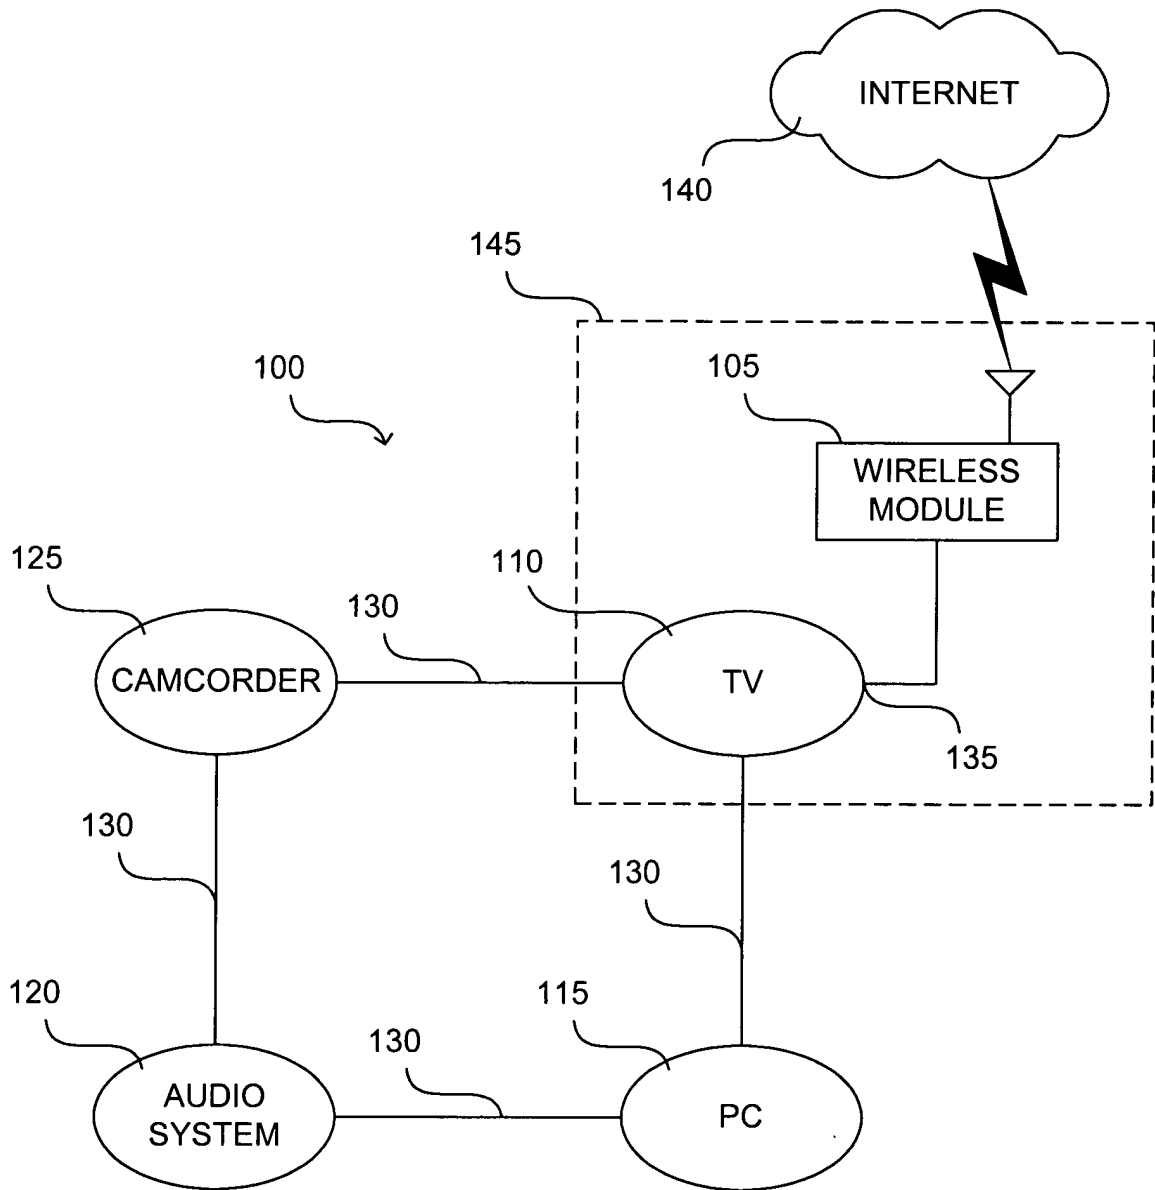 INTERNET
140
145
100
105
WIRELESS
MODULE
125
130
110
CAMCORDER
TV
135
130
130
120
130
115
AUDIO
SYSTEM
PC